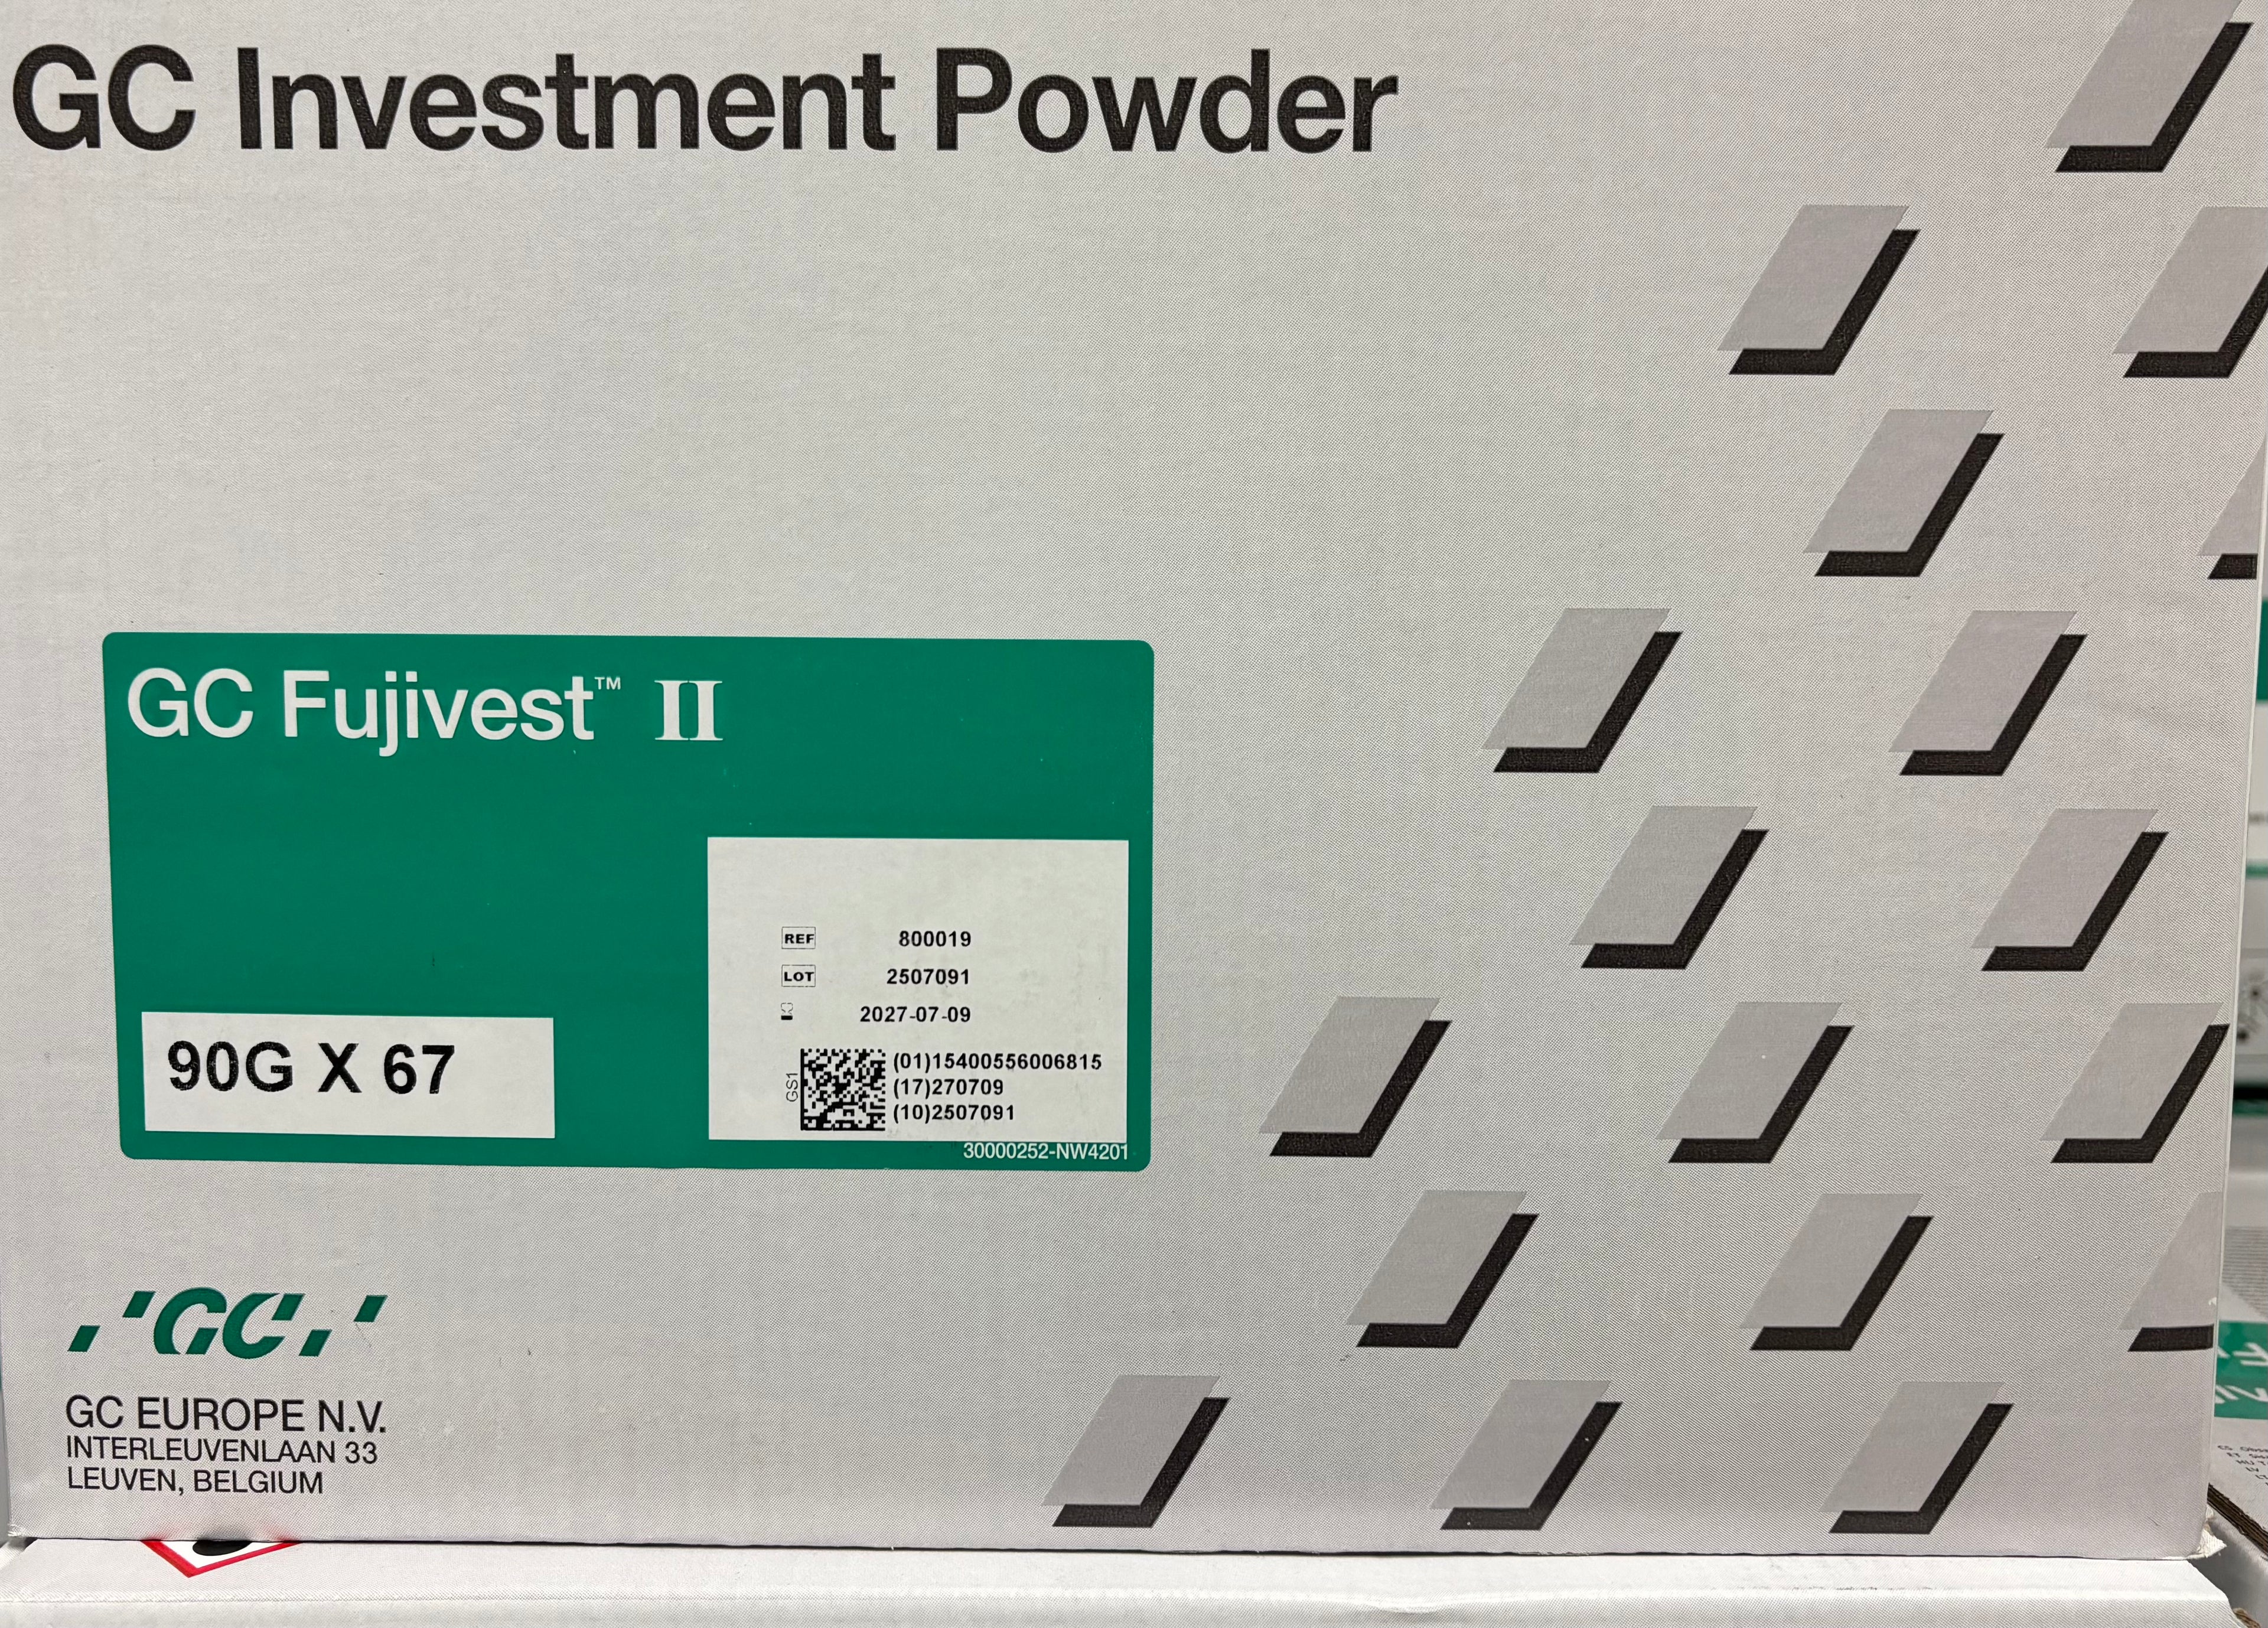 GC Investment Powder
GC Fujivest™ II
REF 800019
LOT 2507091
2027-07-09
90G X 67
GS1
(01)15400556006815
(17)270709
(10)2507091
30000252-NW4201
GC
GC EUROPE N.V.
INTERLEUVENLAAN 33
LEUVEN, BELGIUM